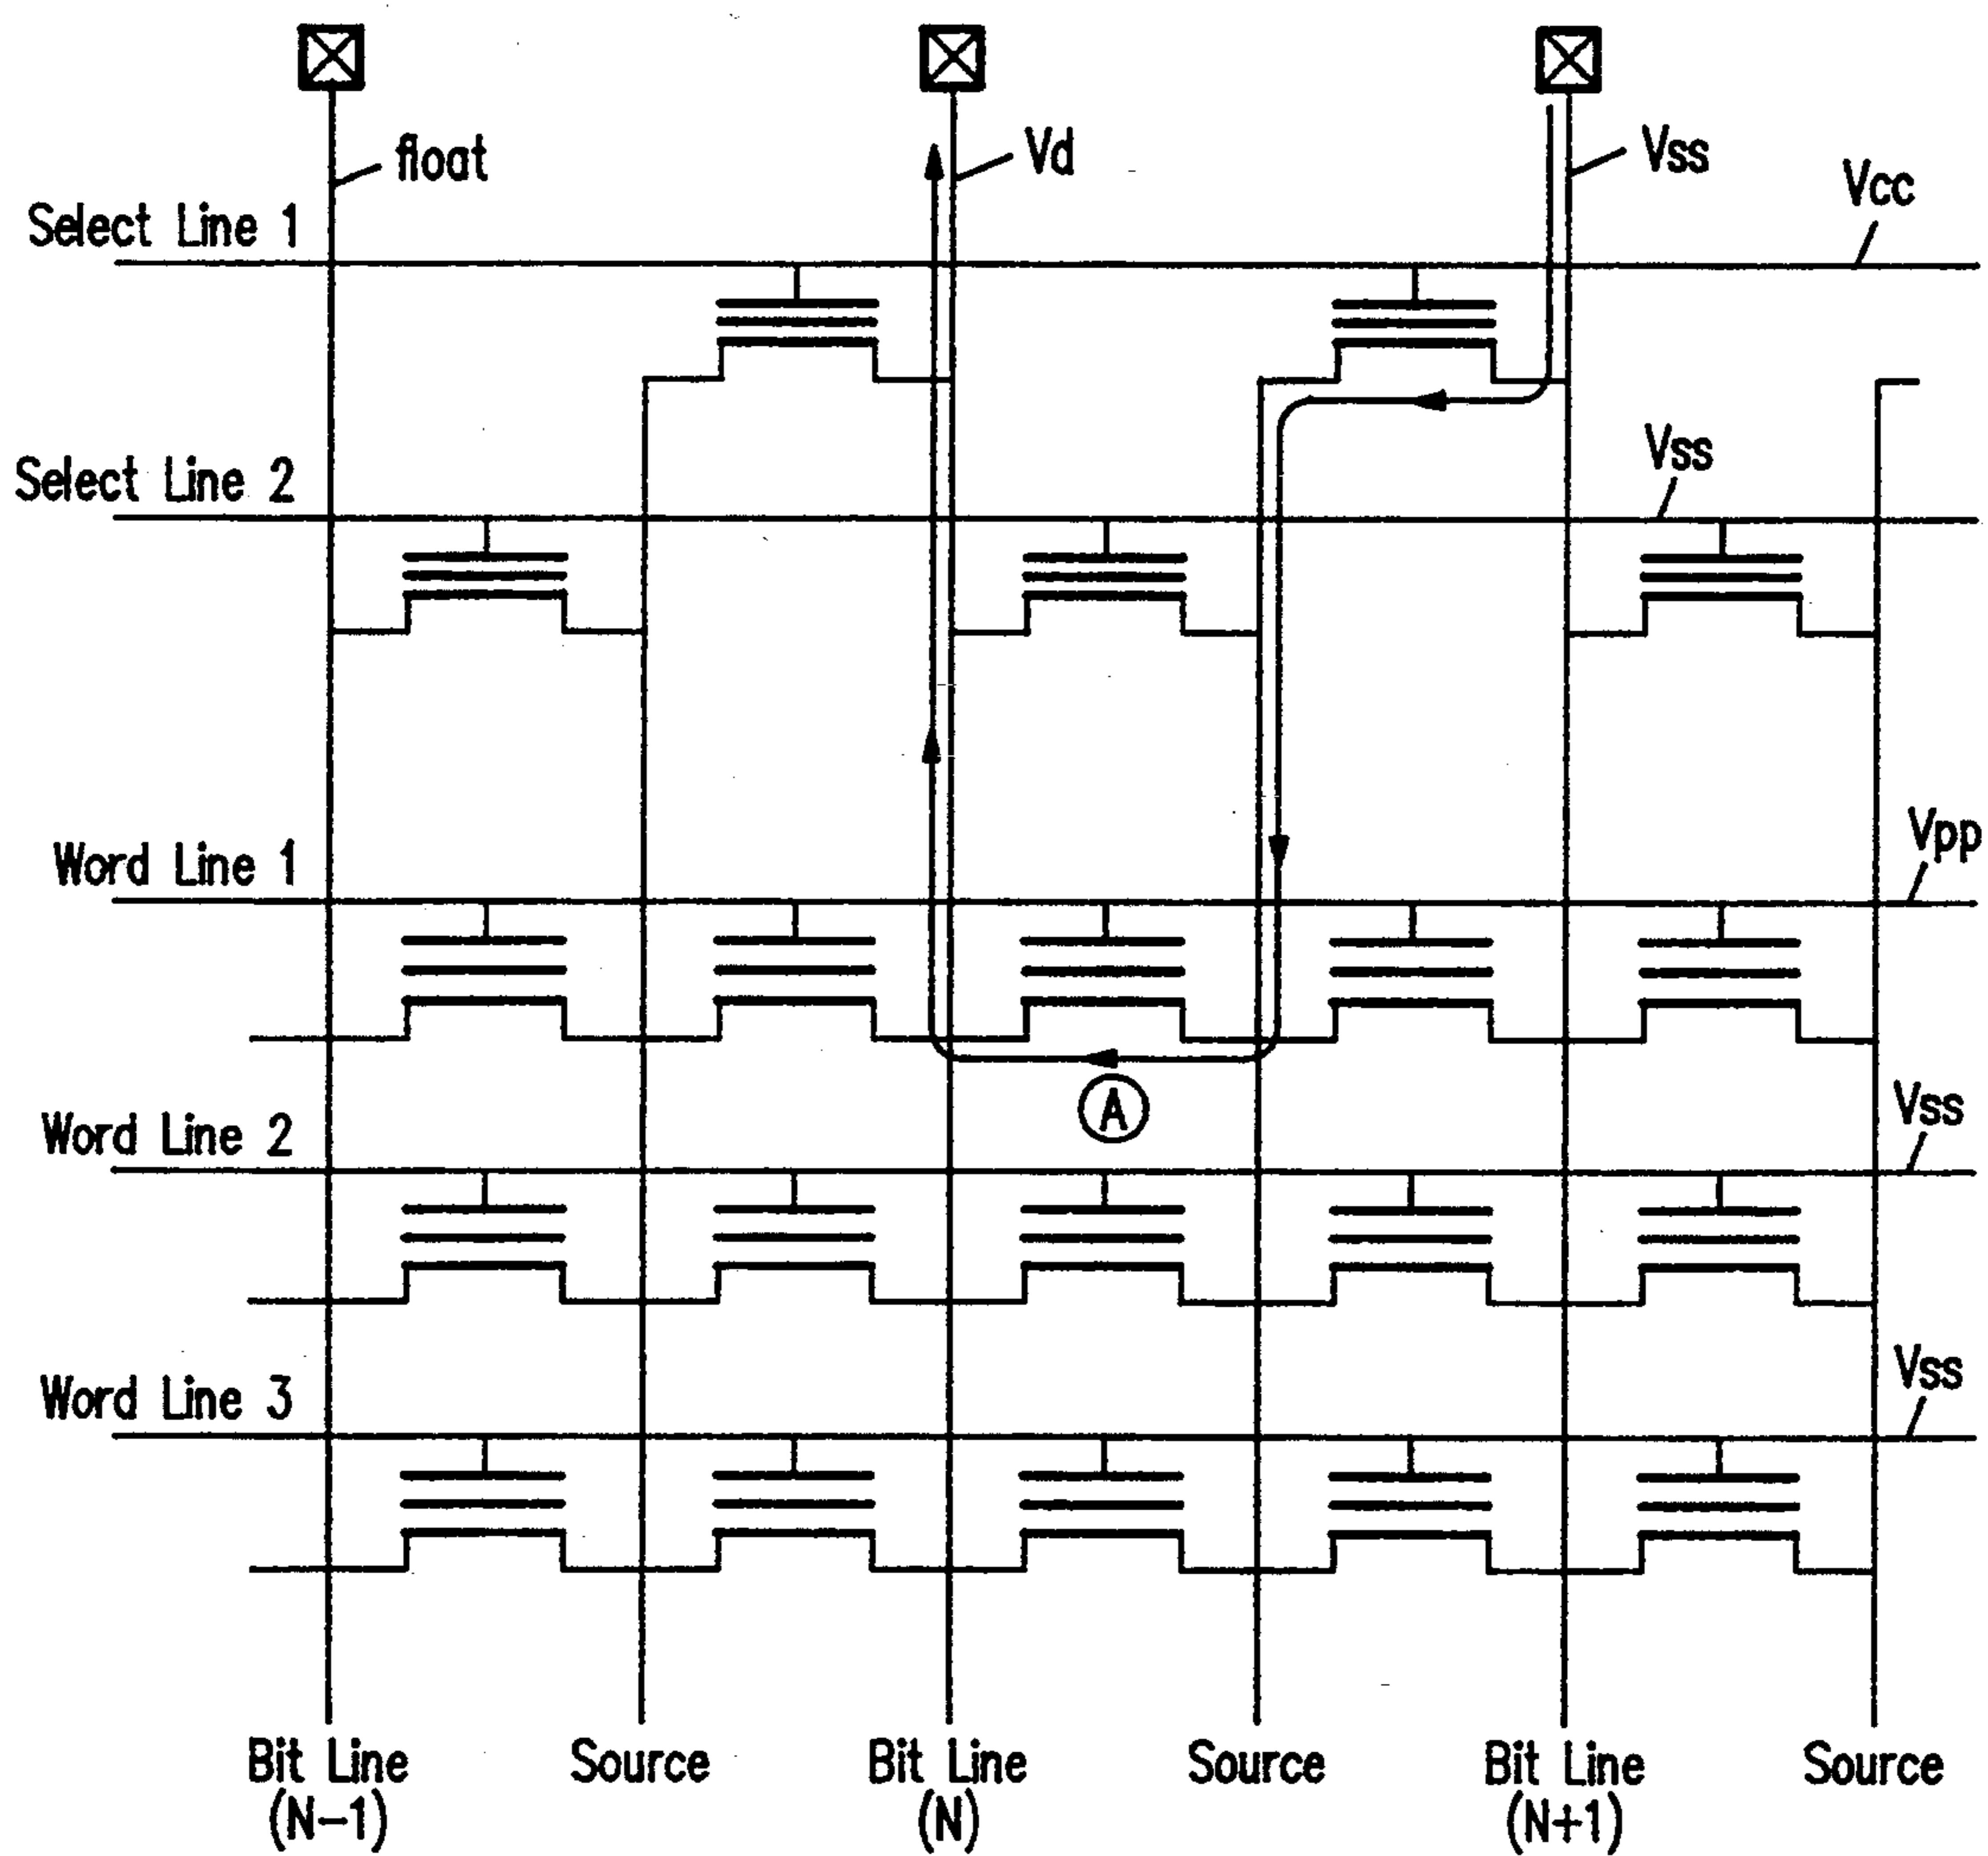 float
Vd
Vss
Vcc
Select Line 1
Vss
Select Line 2
Vpp
Word Line 1
A
Vss
Word Line 2
Vss
Word Line 3
Bit Line
(N-1)
Source
Bit Line
(N)
Source
Bit Line
(N+1)
Source